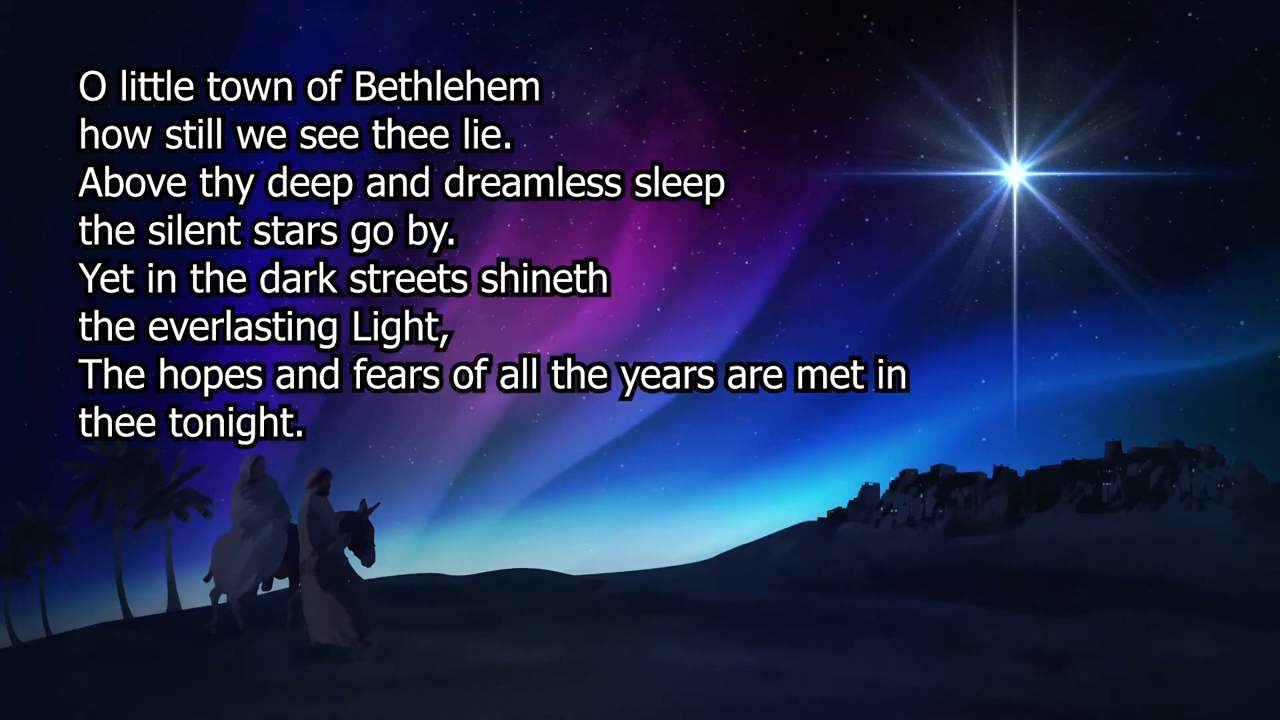 O little town of Bethlehem
how still we see thee lie.
Above thy deep and dreamless sleep
the silent stars go by.
Yet in the dark streets shineth
the everlasting Light,
The hopes and fears of all the years are met in
thee tonight.